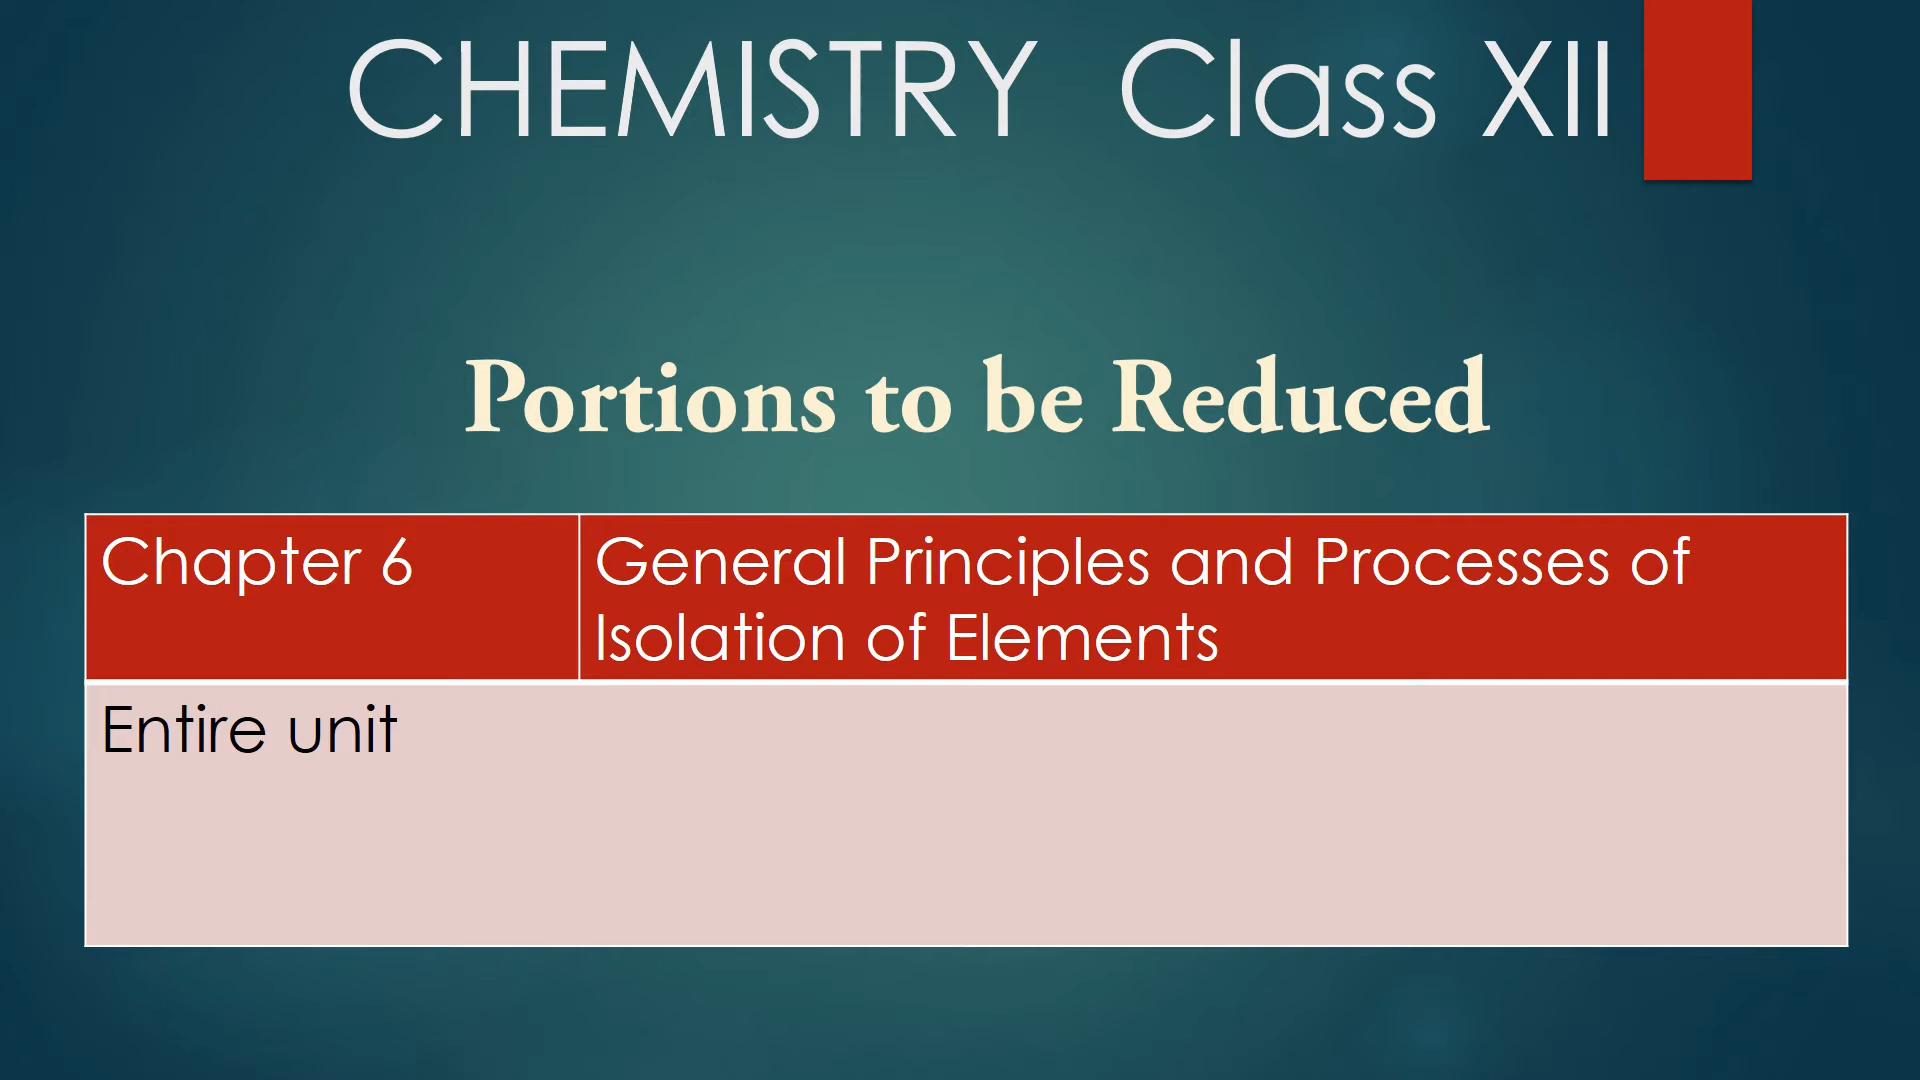 CHEMISTRY Class XII
Portions to be Reduced
Chapter 6
General Principles and Processes of
Isolation of Elements
Entire unit